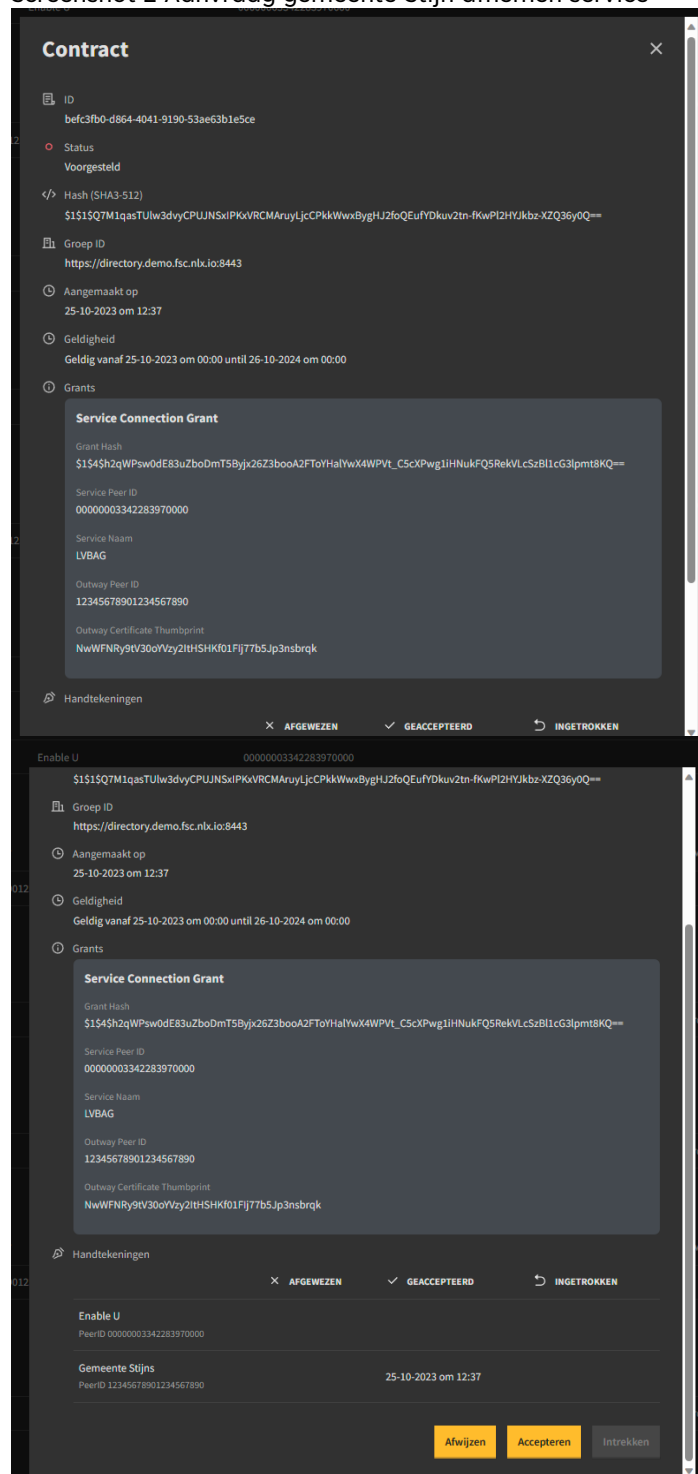 Contract
ID
befc3fb0-d864-4041-9190-53ae63b1e5ce
Status
Voorgesteld
Hash (SHA3-512)
$1$1$Q7M1qasTUlw3dvyCPUJNSxIPKxVRCMAruyLjcCPkkWwxBygHJ2foQEufYDkuv2tn-fKwPl2HYJkbz-XZQ36y0Q==
Groep ID
https://directory.demo.fsc.nlx.io:8443
Aangemaakt op
25-10-2023 om 12:37
Geldigheid
Geldig vanaf 25-10-2023 om 00:00 until 26-10-2024 om 00:00
Grants
Service Connection Grant
Grant Hash
$1$4$h2qWPsw0dE83uZboDmT5Byjx26Z3booA2FToYHalYwX4WPVt_C5cXPwg1iHNukFQ5RekVLcSzBl1cG3lpmt8KQ==
Service Peer ID
00000003342283970000
Service Naam
LVBAG
Outway Peer ID
12345678901234567890
Outway Certificate Thumbprint
NwWFNRy9tV30oYVzy2ItHSHKf01FIj77b5Jp3nsbrqk
Handtekeningen
AFGEWEZEN GEACCEPTEERD INGETROKKEN
Enable U 00000003342283970000
$1$1$Q7M1qasTUlw3dvyCPUJNSxIPKxVRCMAruyLjcCPkkWwxBygHJ2foQEufYDkuv2tn-fKwPl2HYJkbz-XZQ36y0Q==
Groep ID
https://directory.demo.fsc.nlx.io:8443
Aangemaakt op
25-10-2023 om 12:37
Geldigheid
Geldig vanaf 25-10-2023 om 00:00 until 26-10-2024 om 00:00
Grants
Service Connection Grant
Grant Hash
$1$4$h2qWPsw0dE83uZboDmT5Byjx26Z3booA2FToYHalYwX4WPVt_C5cXPwg1iHNukFQ5RekVLcSzBl1cG3lpmt8KQ==
Service Peer ID
00000003342283970000
Service Naam
LVBAG
Outway Peer ID
12345678901234567890
Outway Certificate Thumbprint
NwWFNRy9tV30oYVzy2ItHSHKf01FIj77b5Jp3nsbrqk
Handtekeningen
AFGEWEZEN GEACCEPTEERD INGETROKKEN
Enable U
PeerID 00000003342283970000
Gemeente Stijns 25-10-2023 om 12:37
PeerID 12345678901234567890
Afwijzen Accepteren Intrekken